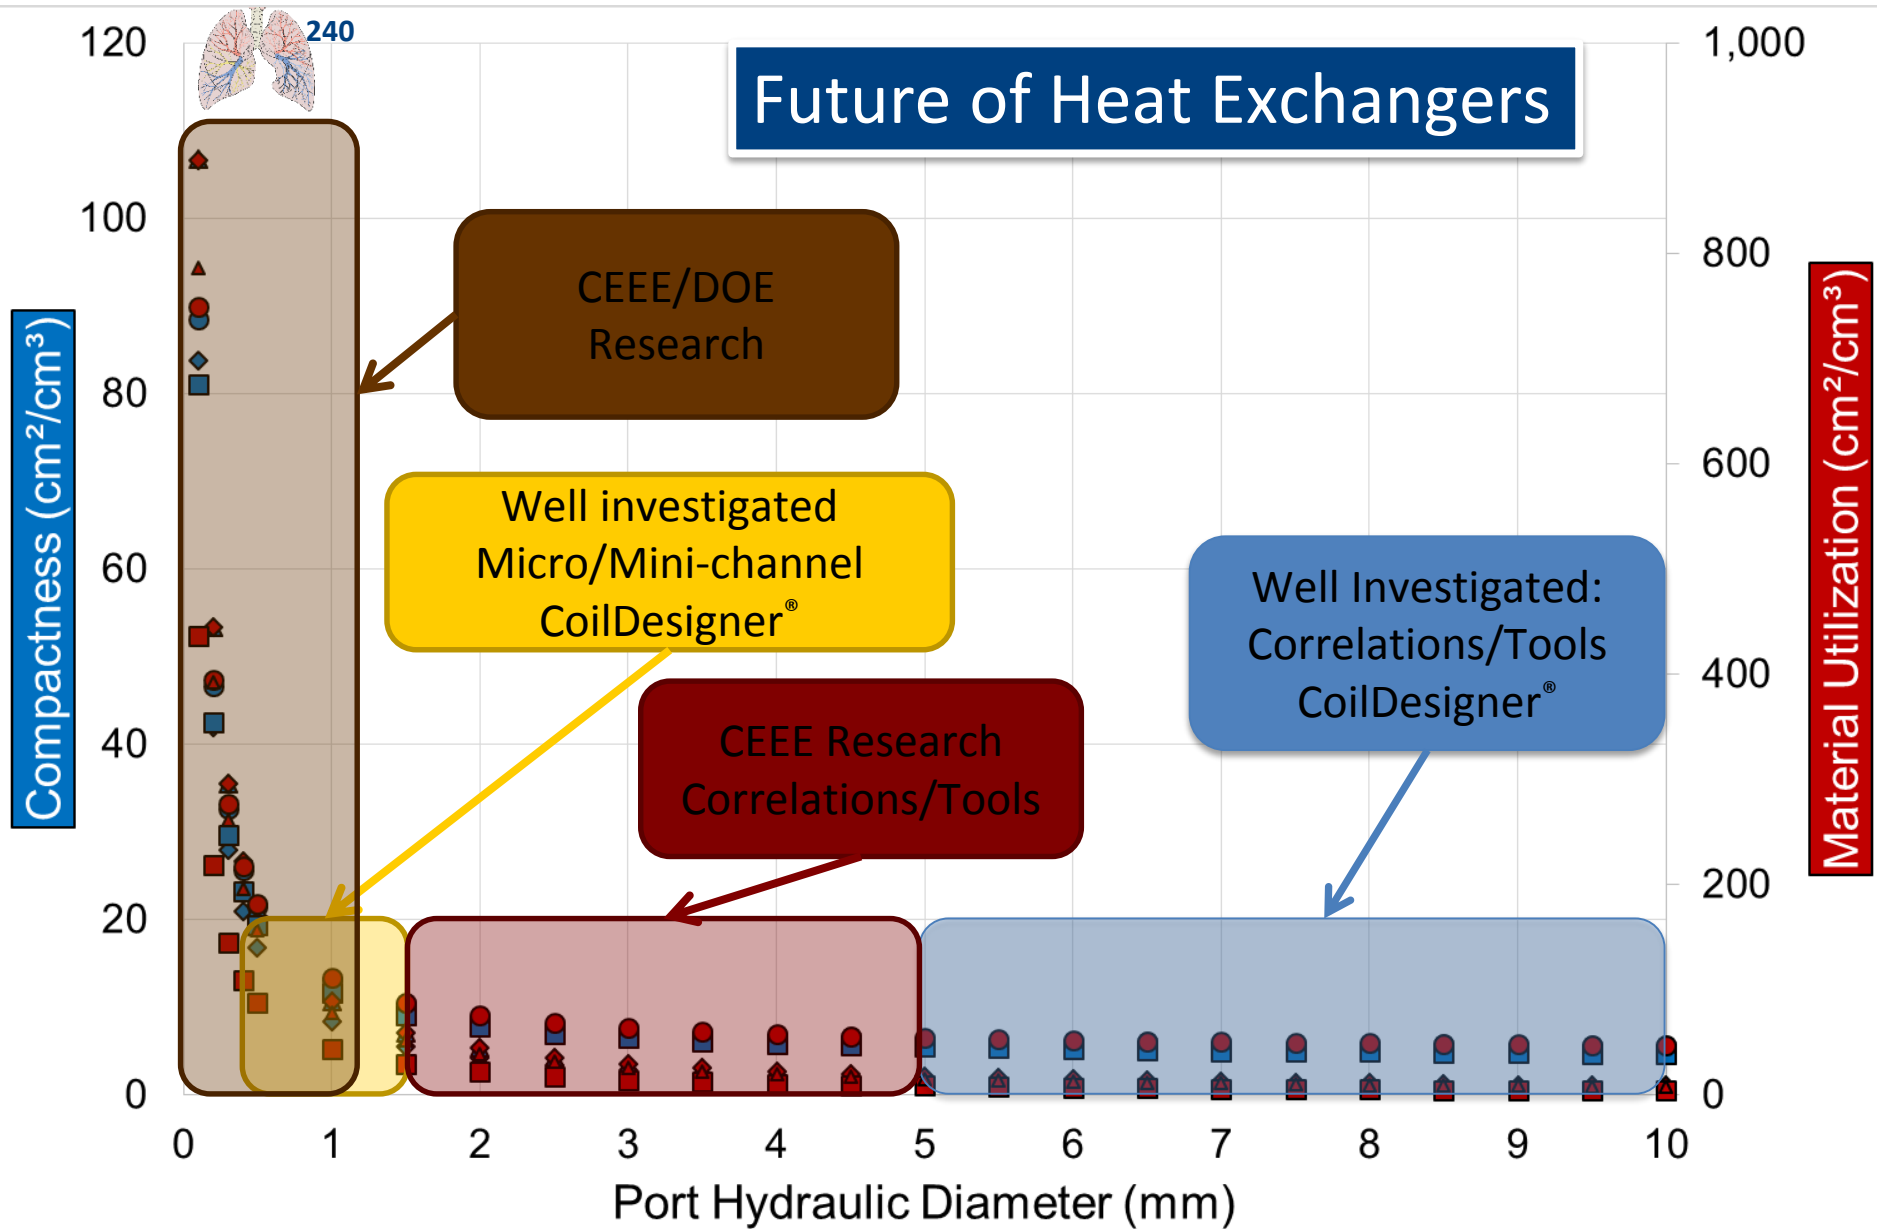 240
Future of Heat Exchangers
120
100
80
60
40
20
0
1,000
800
600
400
200
0
Compactness (cm²/cm³)
Material Utilization (cm²/cm³)
CEEE/DOE
Research
Well investigated
Micro/Mini-channel
CoilDesigner®
CEEE Research
Correlations/Tools
Well Investigated:
Correlations/Tools
CoilDesigner®
0 1 2 3 4 5 6 7 8 9 10
Port Hydraulic Diameter (mm)